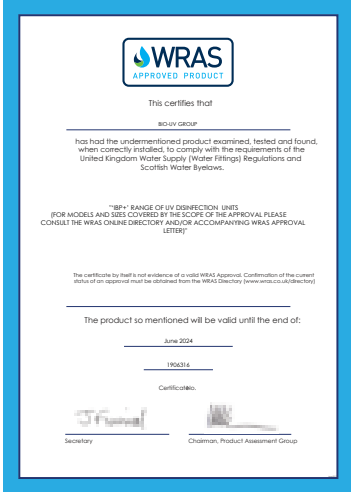 WRAS
APPROVED PRODUCT
This certifies that
BIO-UV GROUP
has had the undermentioned product examined, tested and found,
when correctly installed, to comply with the requirements of the
United Kingdom Water Supply (Water Fittings) Regulations and
Scottish Water Byelaws.
"'IBP+' RANGE OF UV DISINFECTION UNITS
(FOR MODELS AND SIZES COVERED BY THE SCOPE OF THE APPROVAL PLEASE
CONSULT THE WRAS ONLINE DIRECTORY AND/OR ACCOMPANYING WRAS APPROVAL
LETTER)"
The certificate by itself is not evidence of a valid WRAS Approval. Confirmation of the current
status of an approval must be obtained from the WRAS Directory (www.wras.co.uk/directory)
The product so mentioned will be valid until the end of:
June 2024
1906316
Certificate No.
Secretary
Chairman, Product Assessment Group